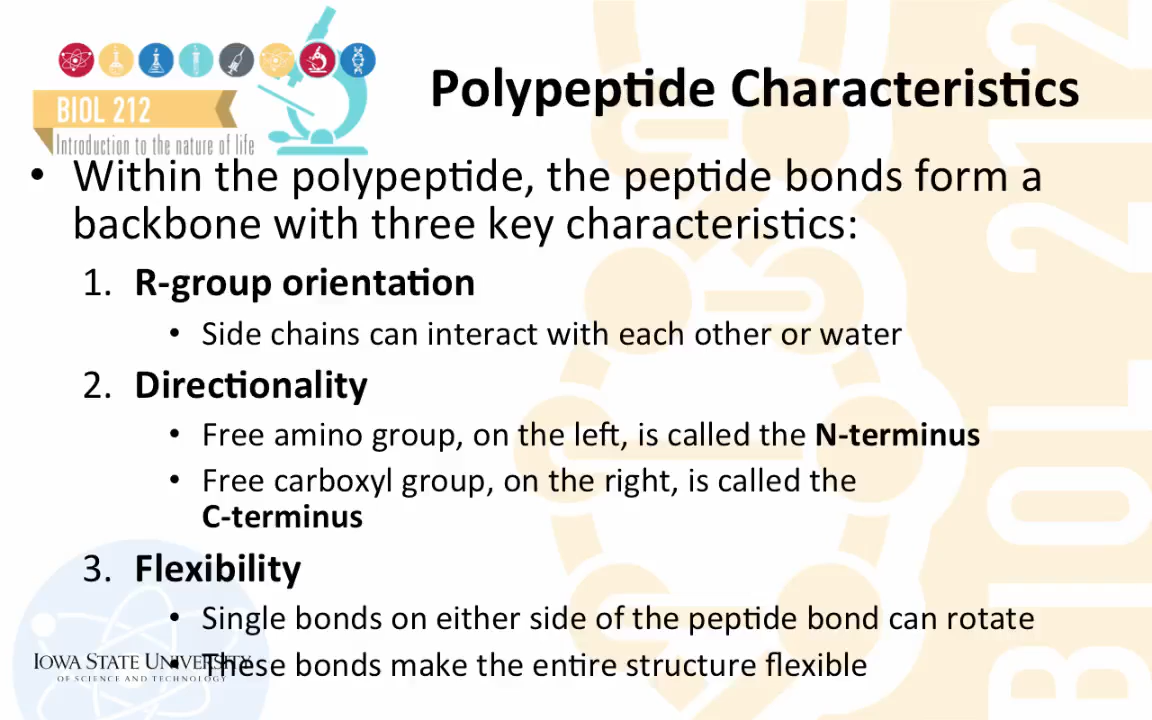 BIOL 212
Introduction to the nature of life
Polypeptide Characteristics
• Within the polypeptide, the peptide bonds form a
backbone with three key characteristics:
1. R-group orientation
• Side chains can interact with each other or water
2. Directionality
• Free amino group, on the left, is called the N-terminus
• Free carboxyl group, on the right, is called the
C-terminus
3. Flexibility
• Single bonds on either side of the peptide bond can rotate
• These bonds make the entire structure flexible
IOWA STATE UNIVERSITY
OF SCIENCE AND TECHNOLOGY
BIOL 212